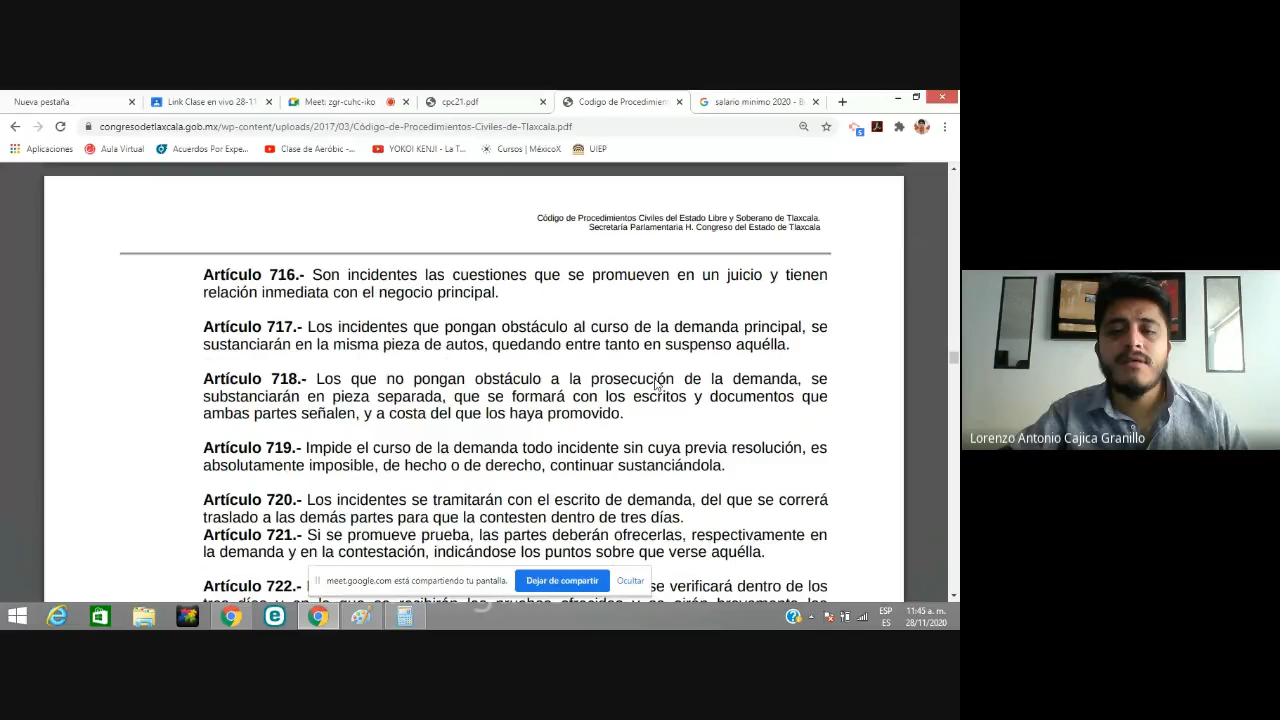 Nueva pestaña
Link Clase en vivo 28-11
Meet: zgr-cuhc-iko
cpc21.pdf
Codigo de Procedimien
salario minimo 2020 - B
congresodetlaxcala.gob.mx/wp-content/uploads/2017/03/Código-de-Procedimientos-Civiles-de-Tlaxcala.pdf
5
Aplicaciones
Aula Virtual
Acuerdos Por Expe...
Clase de Aeróbic -...
YOKOI KENJI - La T...
Cursos | MéxicoX
UIEP
Código de Procedimientos Civiles del Estado Libre y Soberano de Tlaxcala.
Secretaría Parlamentaria H. Congreso del Estado de Tlaxcala
Artículo 716.- Son incidentes las cuestiones que se promueven en un juicio y tienen
relación inmediata con el negocio principal.
Artículo 717.- Los incidentes que pongan obstáculo al curso de la demanda principal, se
sustanciarán en la misma pieza de autos, quedando entre tanto en suspenso aquélla.
Artículo 718.- Los que no pongan obstáculo a la prosecución de la demanda, se
substanciarán en pieza separada, que se formará con los escritos y documentos que
ambas partes señalen, y a costa del que los haya promovido.
Artículo 719.- Impide el curso de la demanda todo incidente sin cuya previa resolución, es
absolutamente imposible, de hecho o de derecho, continuar sustanciándola.
Artículo 720.- Los incidentes se tramitarán con el escrito de demanda, del que se correrá
traslado a las demás partes para que la contesten dentro de tres días.
Artículo 721.- Si se promueve prueba, las partes deberán ofrecerlas, respectivamente en
la demanda y en la contestación, indicándose los puntos sobre que verse aquélla.
Artículo 722.- se verificará dentro de los
meet.google.com está compartiendo tu pantalla.
Dejar de compartir
Ocultar
ESP
ES
11:45 a. m.
28/11/2020
Lorenzo Antonio Cajica Granillo